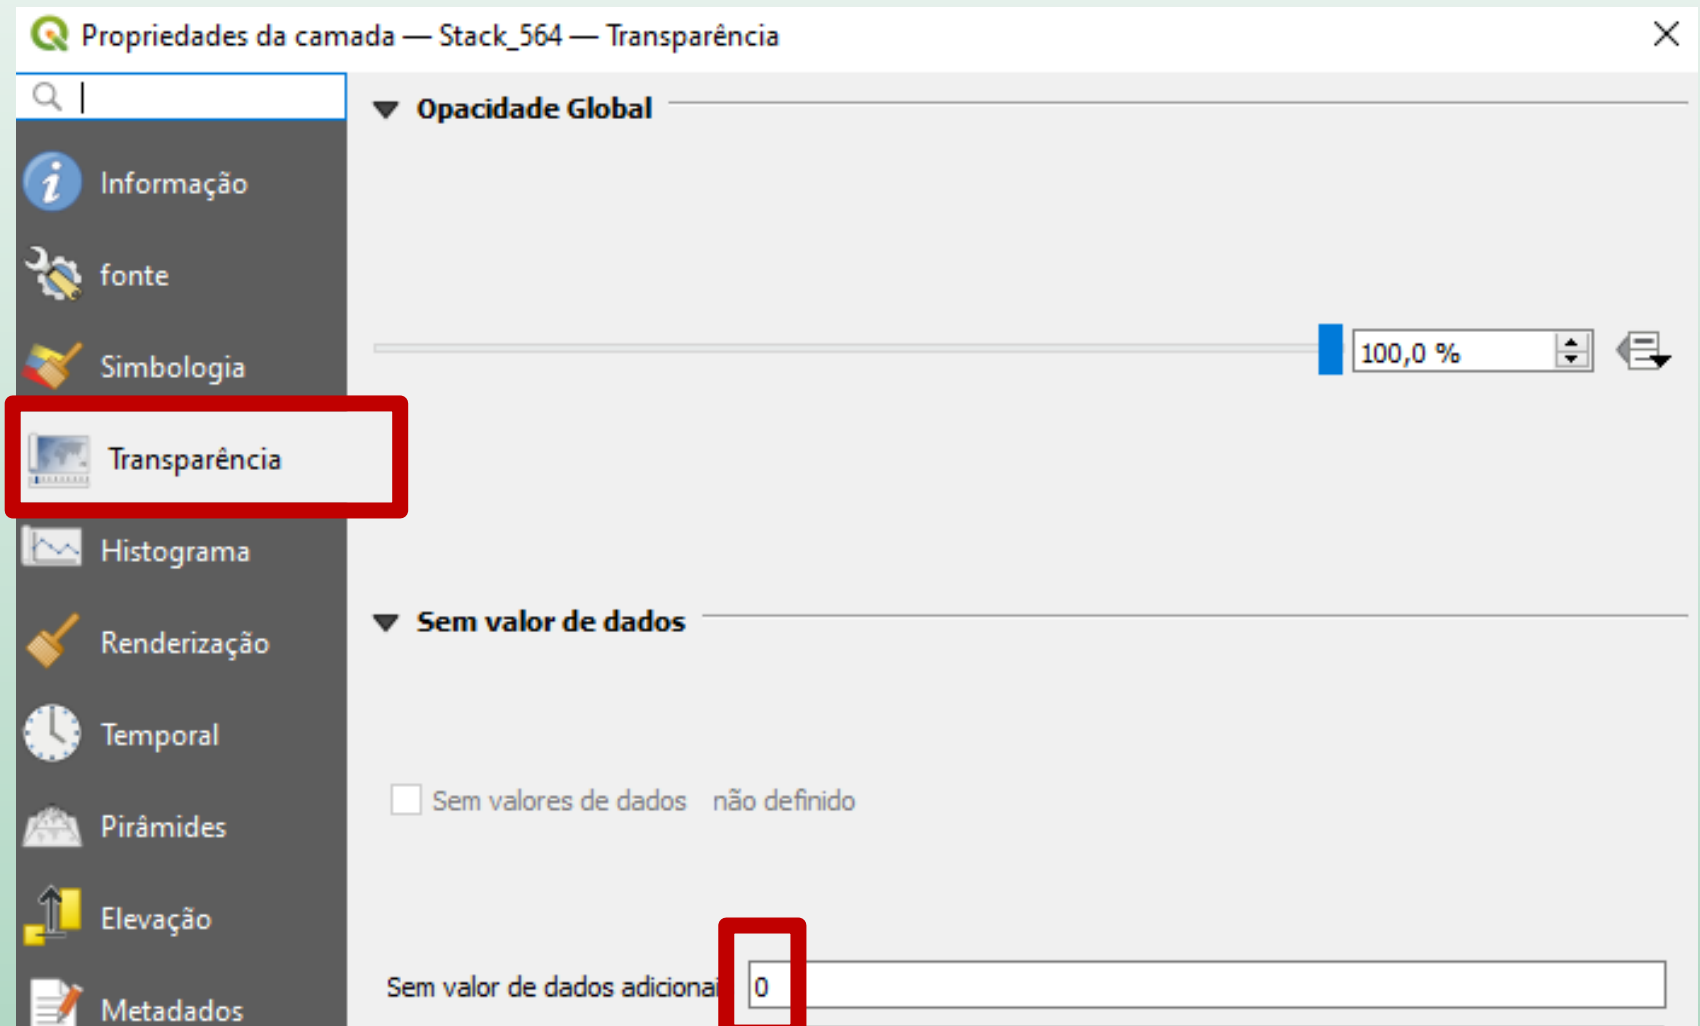 Propriedades da camada — Stack_564 — Transparência
Opacidade Global
Informação
fonte
Simbologia
100,0 %
Transparência
Histograma
Sem valor de dados
Renderização
Temporal
Sem valores de dados não definido
Pirâmides
Elevação
Sem valor de dados adicionai 0
Metadados